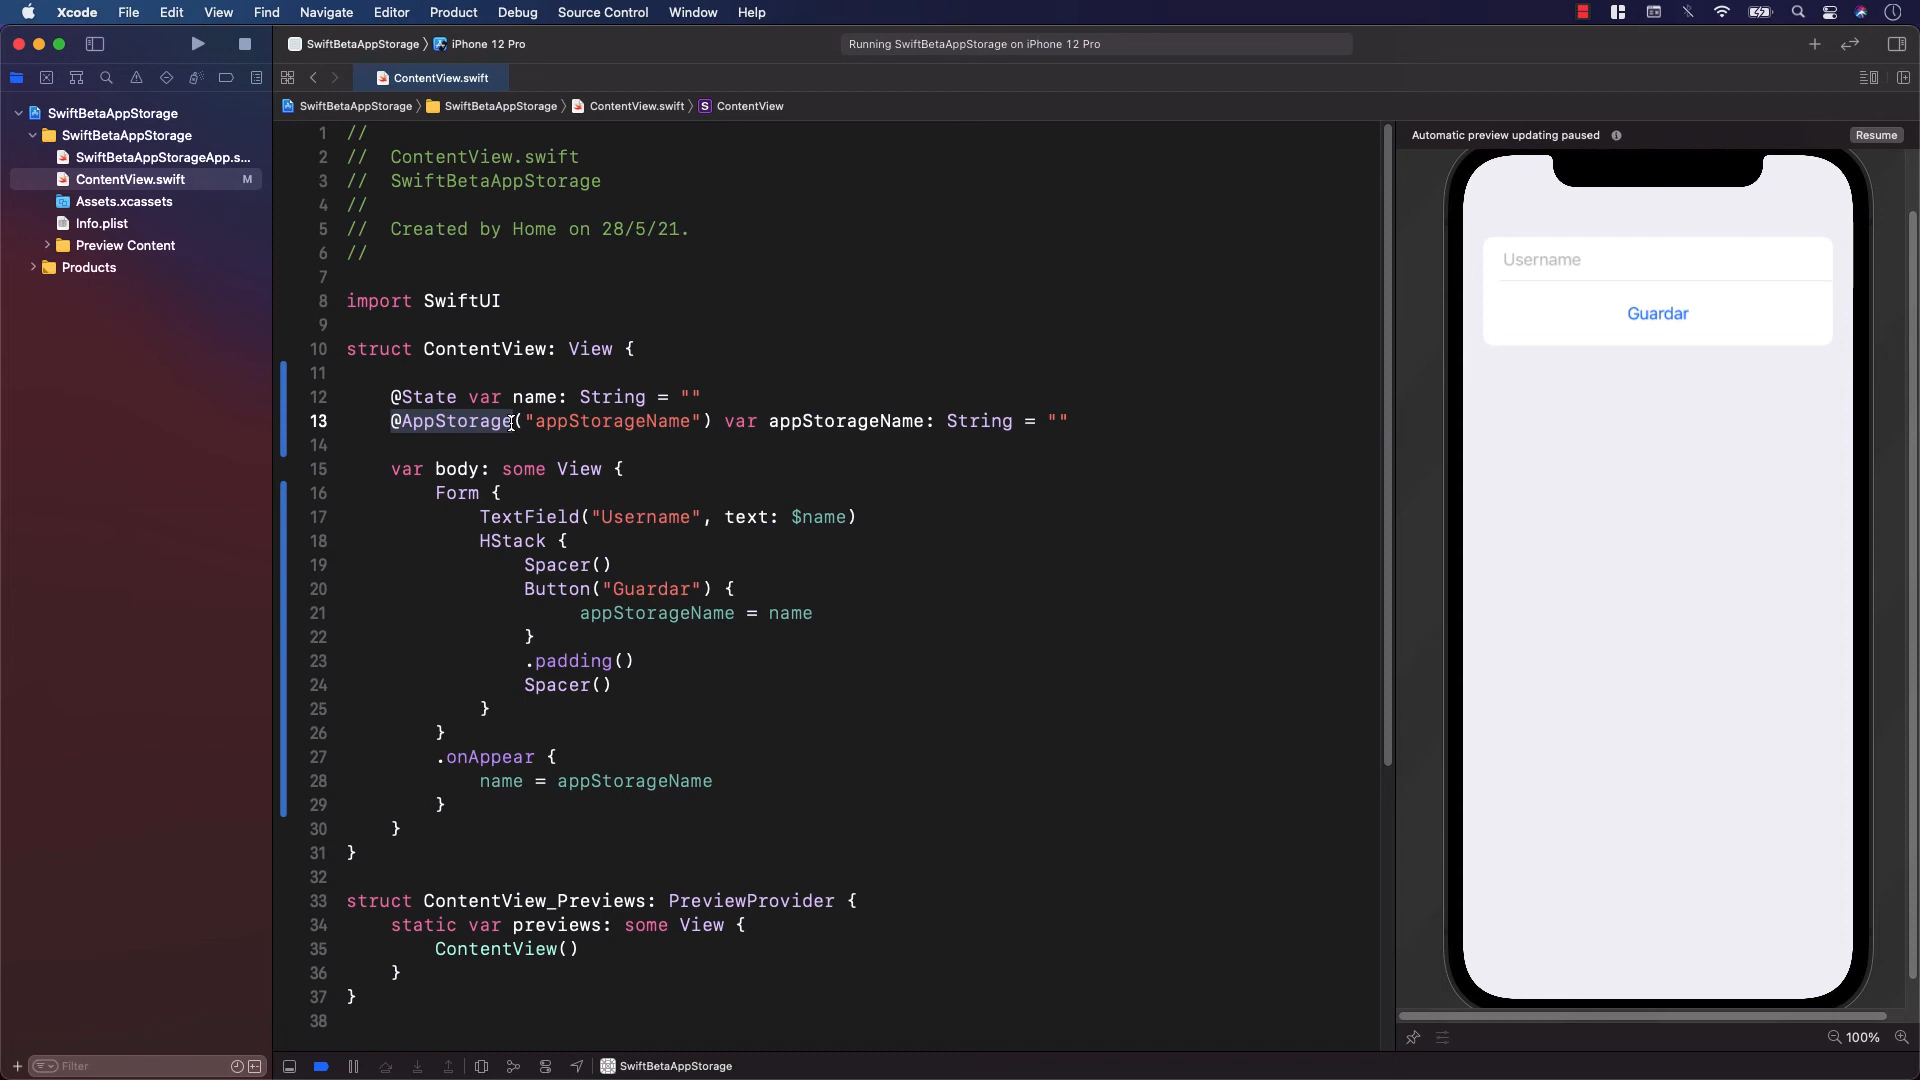 Xcode File Edit View Find Navigate Editor Product Debug Source Control Window Help
SwiftBetaAppStorage iPhone 12 Pro
Running SwiftBetaAppStorage on iPhone 12 Pro
ContentView.swift
SwiftBetaAppStorage SwiftBetaAppStorage ContentView.swift S ContentView
SwiftBetaAppStorage
SwiftBetaAppStorage
SwiftBetaAppStorageApp.s...
ContentView.swift M
Assets.xcassets
Info.plist
Preview Content
Products
Filter
1 //
2 //  ContentView.swift
3 //  SwiftBetaAppStorage
4 //
5 //  Created by Home on 28/5/21.
6 //
7
8 import SwiftUI
9
10 struct ContentView: View {
11
12     @State var name: String = ""
13     @AppStorage("appStorageName") var appStorageName: String = ""
14
15     var body: some View {
16         Form {
17             TextField("Username", text: $name)
18             HStack {
19                 Spacer()
20                 Button("Guardar") {
21                      appStorageName = name
22                 }
23                 .padding()
24                 Spacer()
25             }
26         }
27         .onAppear {
28             name = appStorageName
29         }
30     }
31 }
32
33 struct ContentView_Previews: PreviewProvider {
34     static var previews: some View {
35         ContentView()
36     }
37 }
38
SwiftBetaAppStorage
Automatic preview updating paused Resume
Username
Guardar
100%